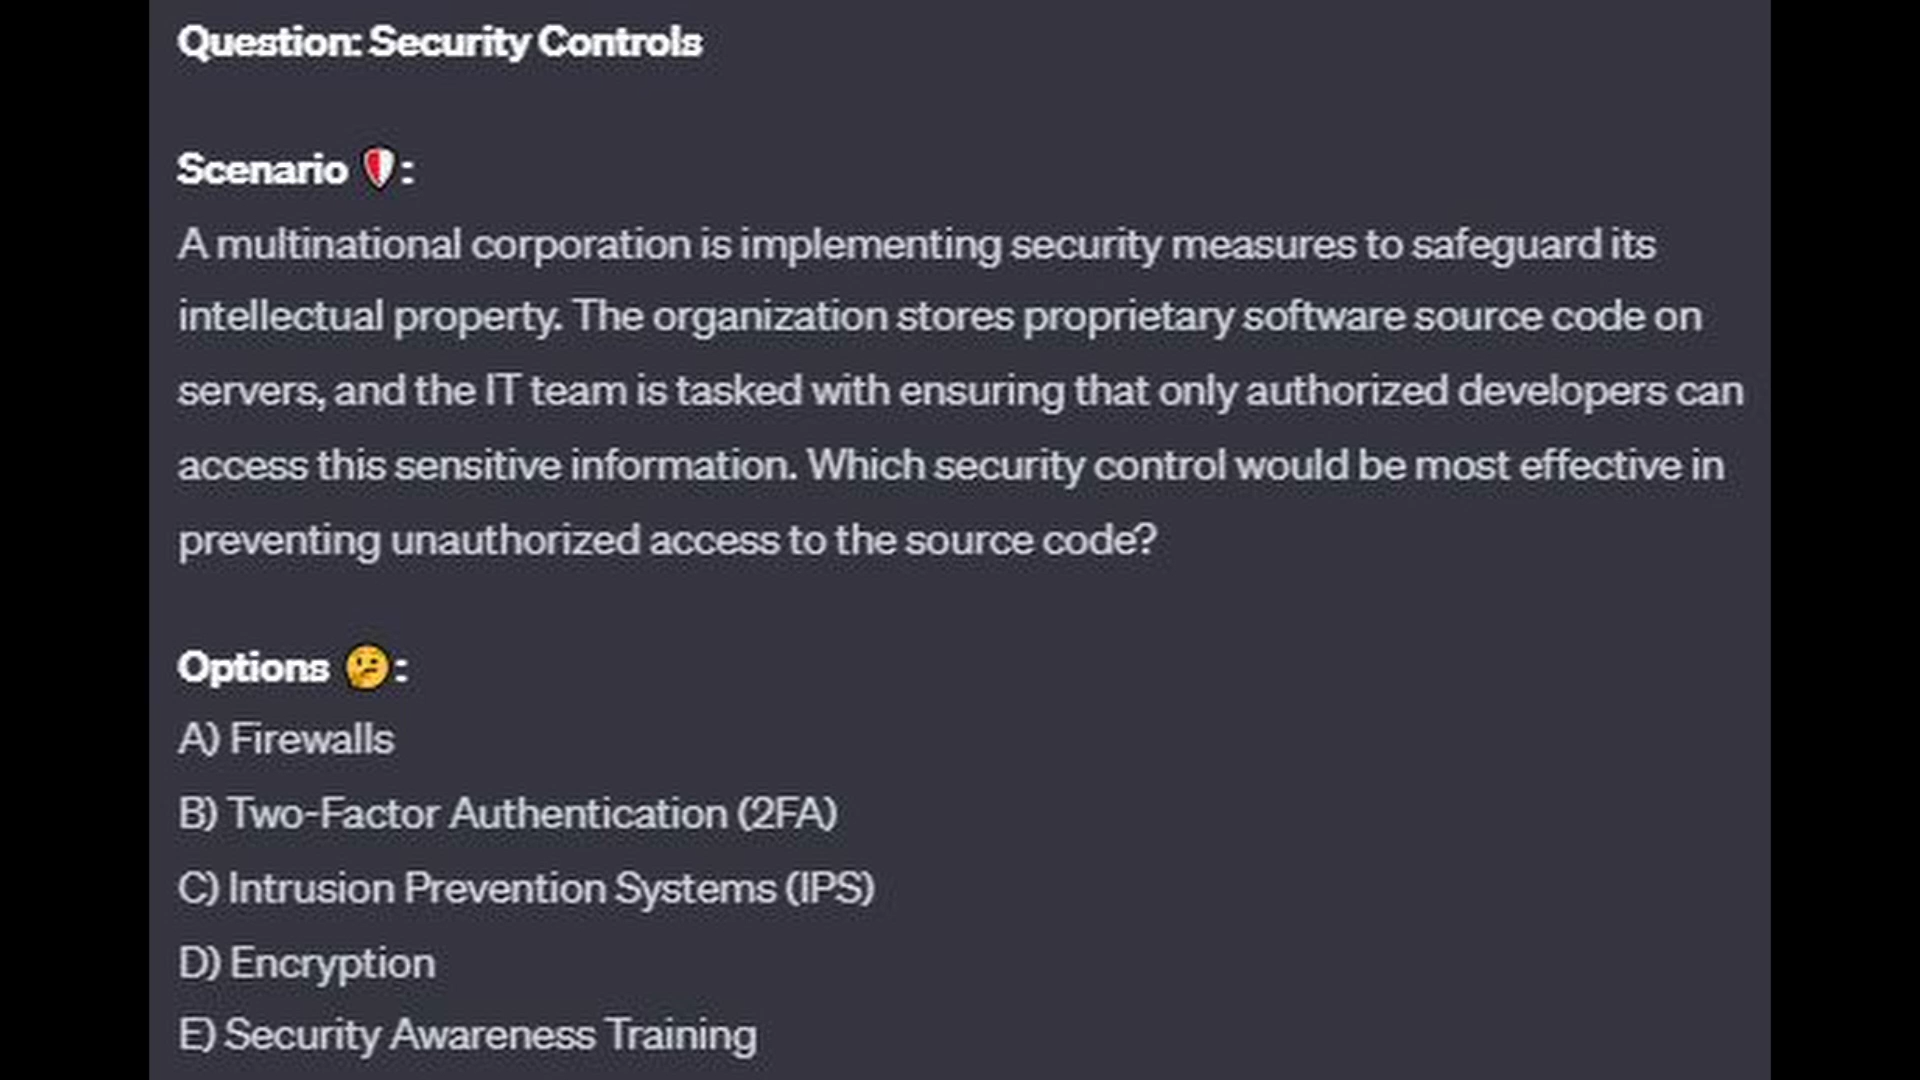 Question: Security Controls
Scenario 🛡️:
A multinational corporation is implementing security measures to safeguard its
intellectual property. The organization stores proprietary software source code on
servers, and the IT team is tasked with ensuring that only authorized developers can
access this sensitive information. Which security control would be most effective in
preventing unauthorized access to the source code?
Options 🤔:
A) Firewalls
B) Two-Factor Authentication (2FA)
C) Intrusion Prevention Systems (IPS)
D) Encryption
E) Security Awareness Training